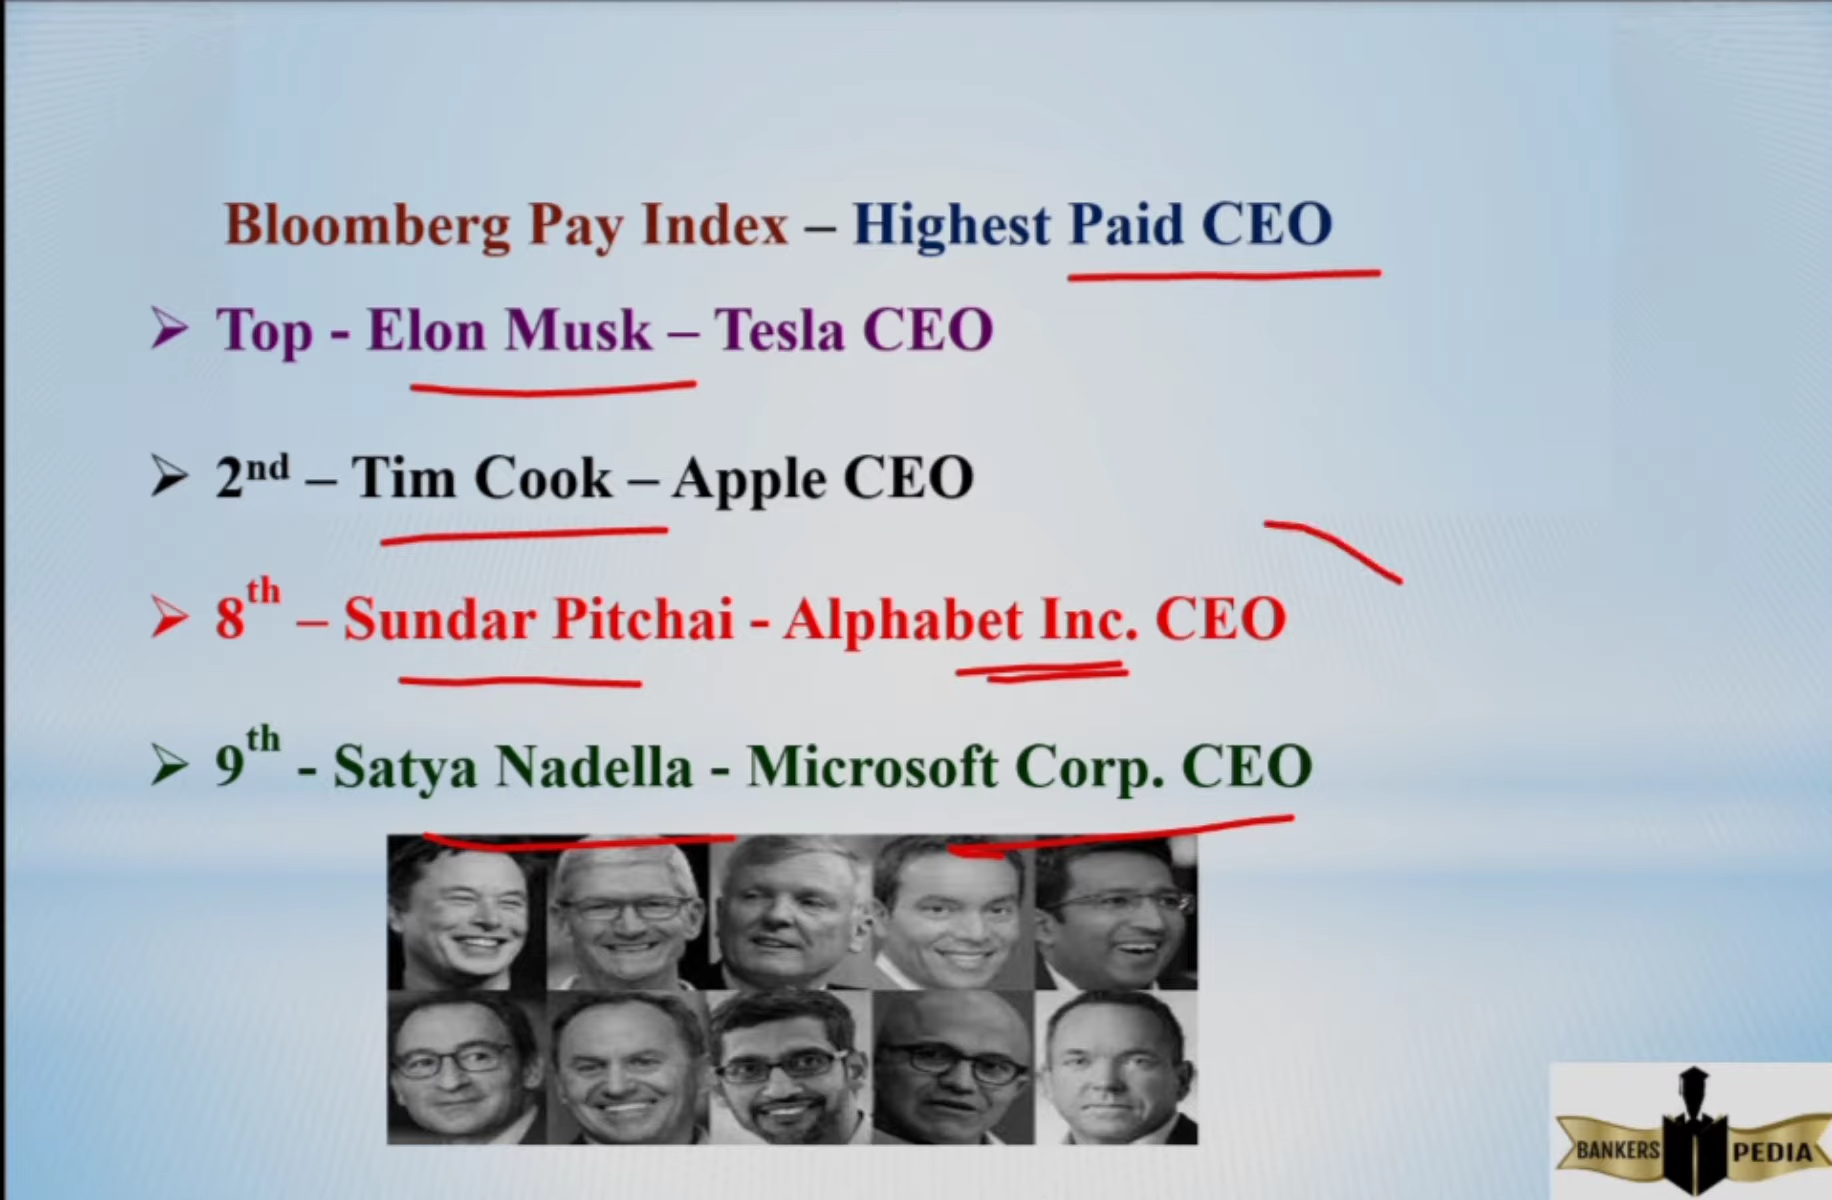 Bloomberg Pay Index – Highest Paid CEO
➢ Top - Elon Musk – Tesla CEO
➢ 2nd – Tim Cook – Apple CEO
➢ 8th – Sundar Pitchai - Alphabet Inc. CEO
➢ 9th - Satya Nadella - Microsoft Corp. CEO
BANKERS PEDIA